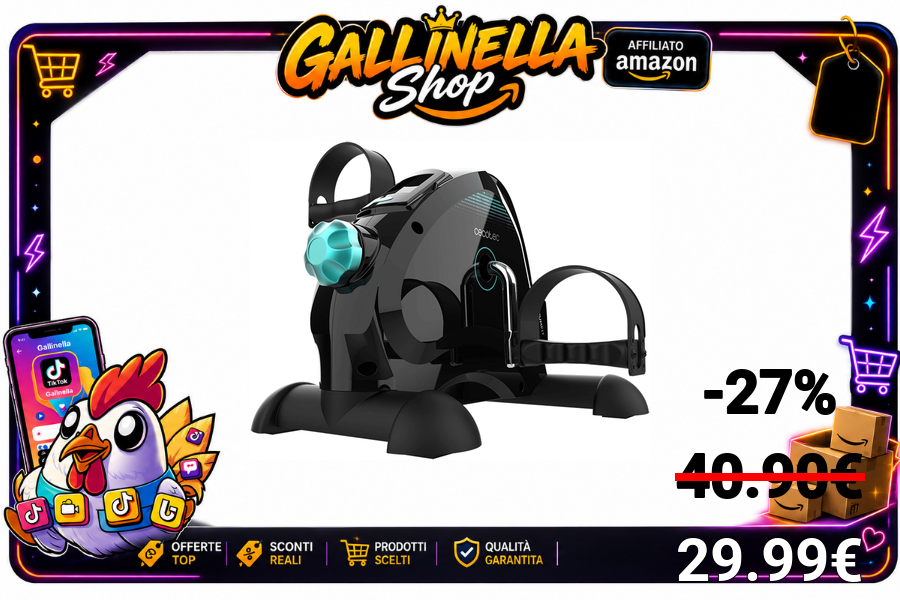 GALLINELLA
Shop
AFFILIATO
amazon
cecotec
Gallinella
TikTok
Gallinella
-27%
40.90€
29.99€
OFFERTE
TOP
SCONTI
REALI
PRODOTTI
SCELTI
QUALITÀ
GARANTITA